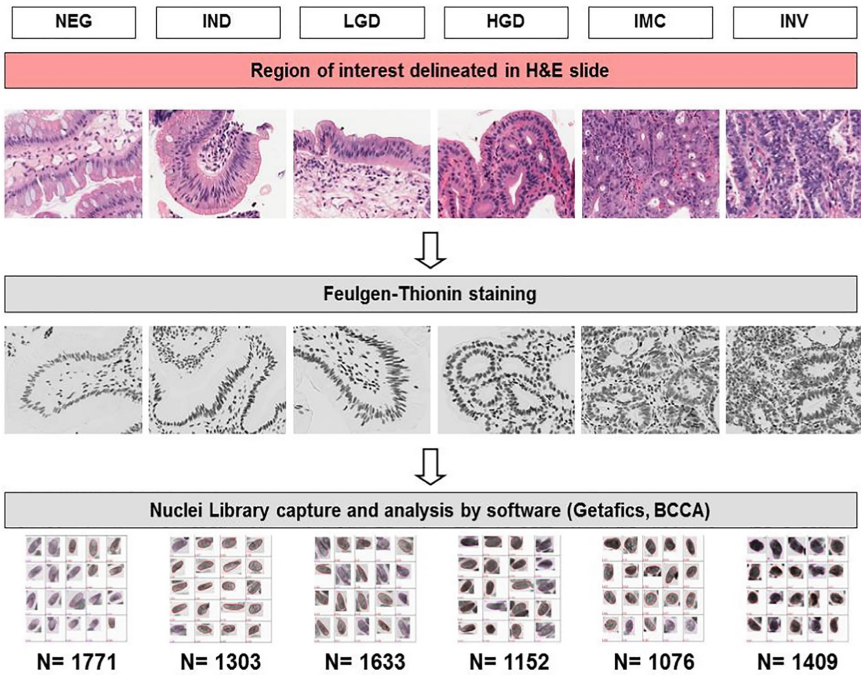 NEG IND LGD HGD IMC INV
Region of interest delineated in H&E slide
Feulgen-Thionin staining
Nuclei Library capture and analysis by software (Getafics, BCCA)
N= 1771 N= 1303 N= 1633 N= 1152 N= 1076 N= 1409